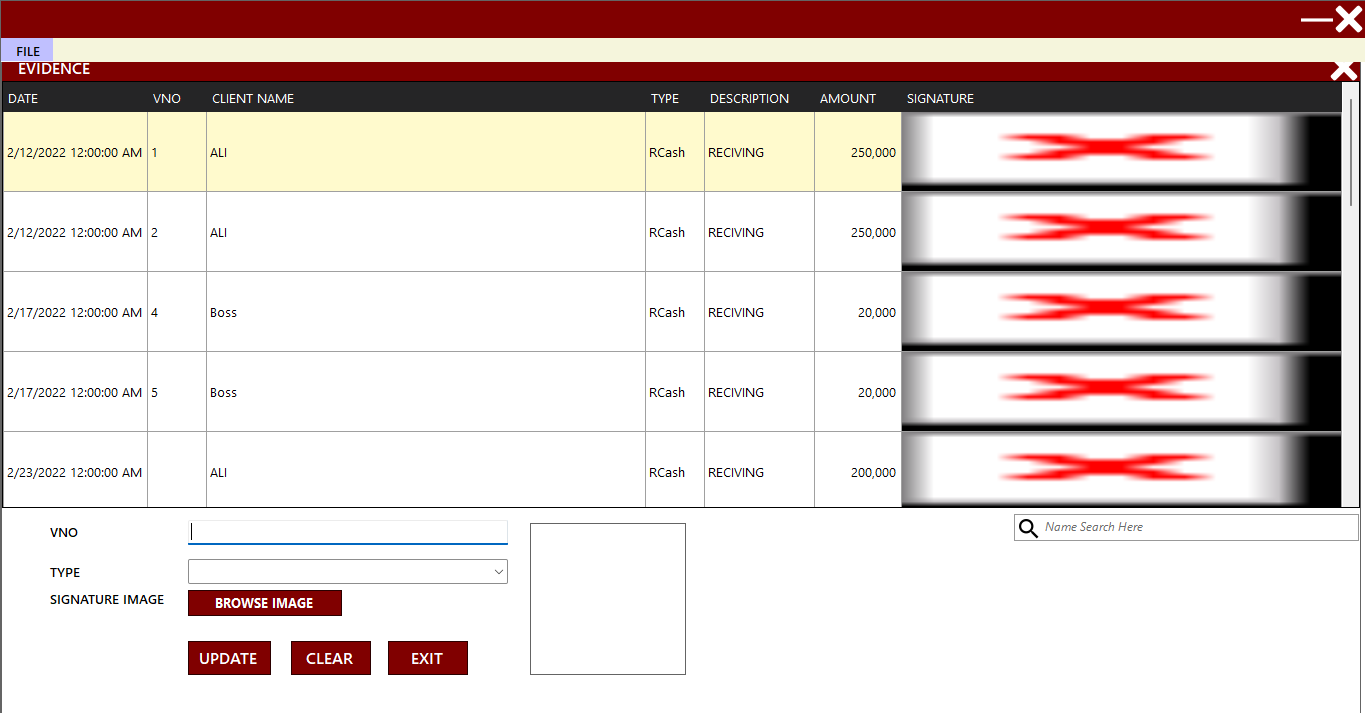 FILE
EVIDENCE
DATE VNO CLIENT NAME TYPE DESCRIPTION AMOUNT SIGNATURE
2/12/2022 12:00:00 AM 1 ALI RCash RECIVING 250,000
2/12/2022 12:00:00 AM 2 ALI RCash RECIVING 250,000
2/17/2022 12:00:00 AM 4 Boss RCash RECIVING 20,000
2/17/2022 12:00:00 AM 5 Boss RCash RECIVING 20,000
2/23/2022 12:00:00 AM ALI RCash RECIVING 200,000
VNO
Name Search Here
TYPE
SIGNATURE IMAGE BROWSE IMAGE
UPDATE CLEAR EXIT